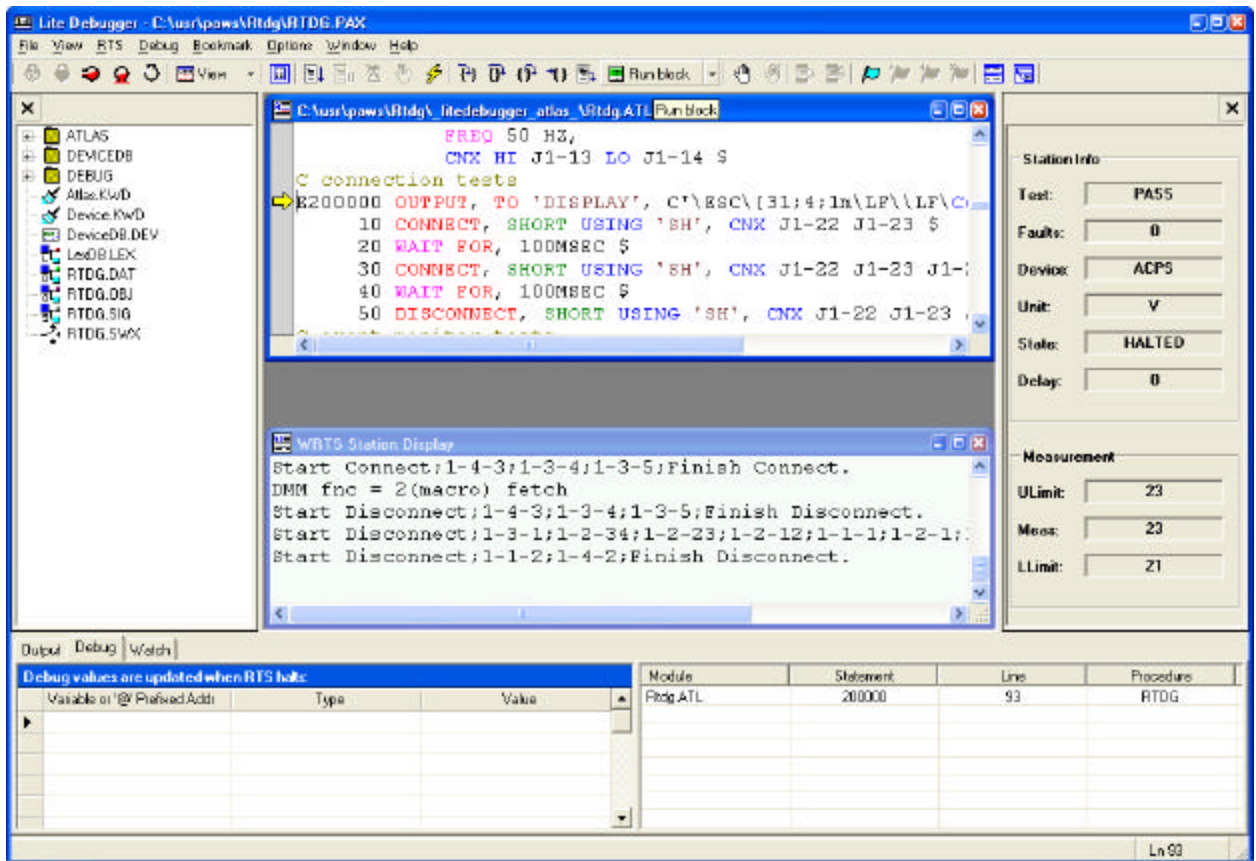 Lite Debugger - C:\usr\paws\Rtdg\RTDG.PAX
File View RTS Debug Bookmark Options Window Help
View Run block
C:\usr\paws\Rtdg\_litedebugger_atlas_\Rtdg.ATL Run block
FREQ 50 HZ,
CNX HI J1-13 LO J1-14 $
C connection tests
E200000 OUTPUT, TO 'DISPLAY', C'\ESC\[31;4;1m\LF\\LF\C
10 CONNECT, SHORT USING 'SH', CNX J1-22 J1-23 $
20 WAIT FOR, 100MSEC $
30 CONNECT, SHORT USING 'SH', CNX J1-22 J1-23 J1-
40 WAIT FOR, 100MSEC $
50 DISCONNECT, SHORT USING 'SH', CNX J1-22 J1-23
ATLAS
DEVICEDB
DEBUG
Atlas.KWD
Device.KWD
DeviceDB.DEV
LexDB.LEX
RTDG.DAT
RTDG.OBJ
RTDG.SIG
RTDG.SWX
WRTS Station Display
Start Connect;1-4-3;1-3-4;1-3-5;Finish Connect.
DMM fnc = 2(macro) fetch
Start Disconnect;1-4-3;1-3-4;1-3-5;Finish Disconnect.
Start Disconnect;1-3-1;1-2-34;1-2-23;1-2-12;1-1-1;1-2-1;
Start Disconnect;1-1-2;1-4-2;Finish Disconnect.
Station Info
Test: PASS
Faults: 0
Device: ACPS
Unit: V
State: HALTED
Delay: 0
Measurement
ULimit: 23
Meas: 23
LLimit: 21
Output Debug Watch
Debug values are updated when RTS halts:
Variable or '@' Prefixed Addr Type Value
Module Statement Line Procedure
Rtdg.ATL 200000 93 RTDG
Ln 93